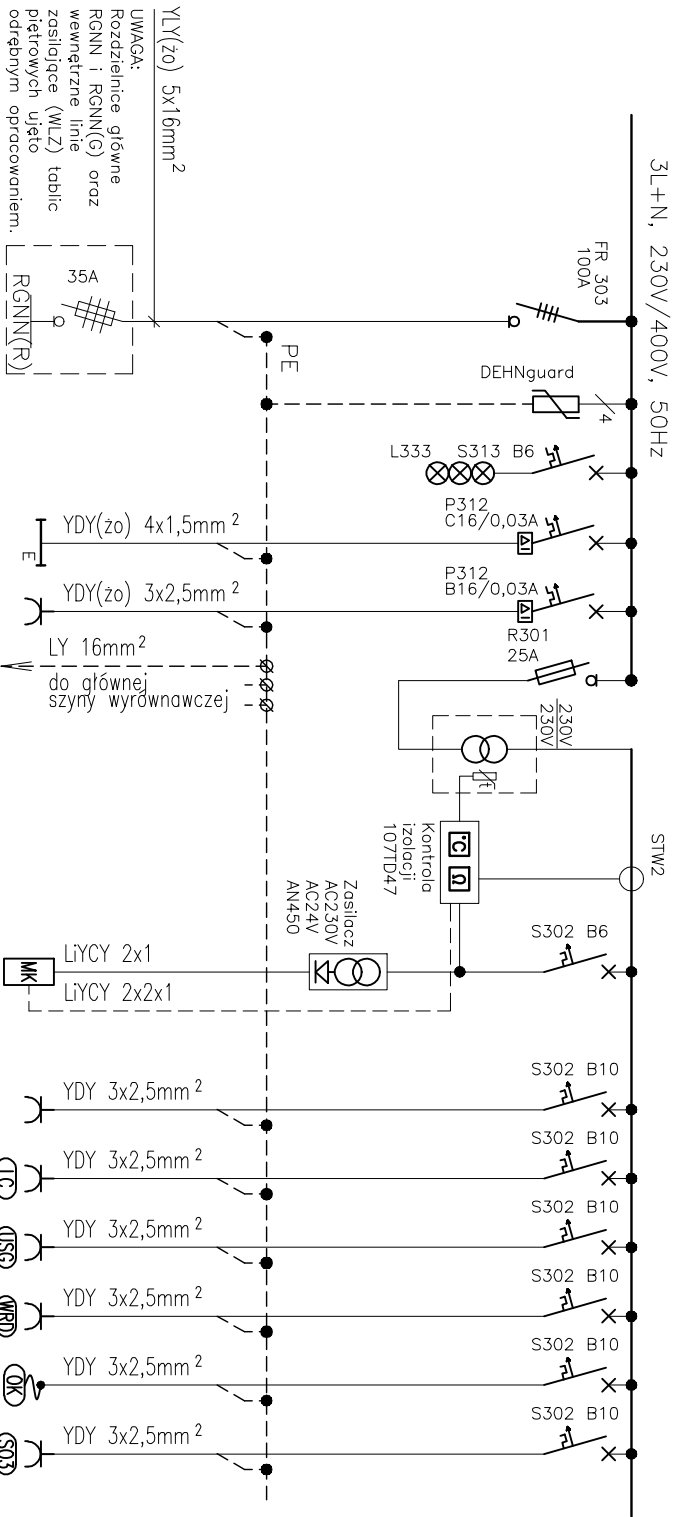 3L+N, 230V/400V, 50Hz
FR 303
100A
DEHNguard
4
L333
S313 B6
P312
C16/0,03A
ΔI
P312
B16/0,03A
ΔI
R301
25A
230V
230V
t
STW2
°C
Ω
Kontrola
izolacji
107TD47
Zasilacz
AC230V
AC24V
AN450
S302 B6
S302 B10
S302 B10
S302 B10
S302 B10
S302 B10
S302 B10
PE
YLY(żo) 5x16mm²
UWAGA:
Rozdzielnice główne
RGNN i RGNN(G) oraz
wewnętrzne linie
zasilające (WLZ) tablic
piętrowych ujęto
odrębnym opracowaniem.
35A
RGNN(R)
YDY(żo) 4x1,5mm²
E
YDY(żo) 3x2,5mm²
LY 16mm²
do głównej
szyny wyrównawczej
LiYCY 2x1
LiYCY 2x2x1
MK
YDY 3x2,5mm²
YDY 3x2,5mm²
YDY 3x2,5mm²
USG
YDY 3x2,5mm²
WRD
YDY 3x2,5mm²
OK
YDY 3x2,5mm²
SO3